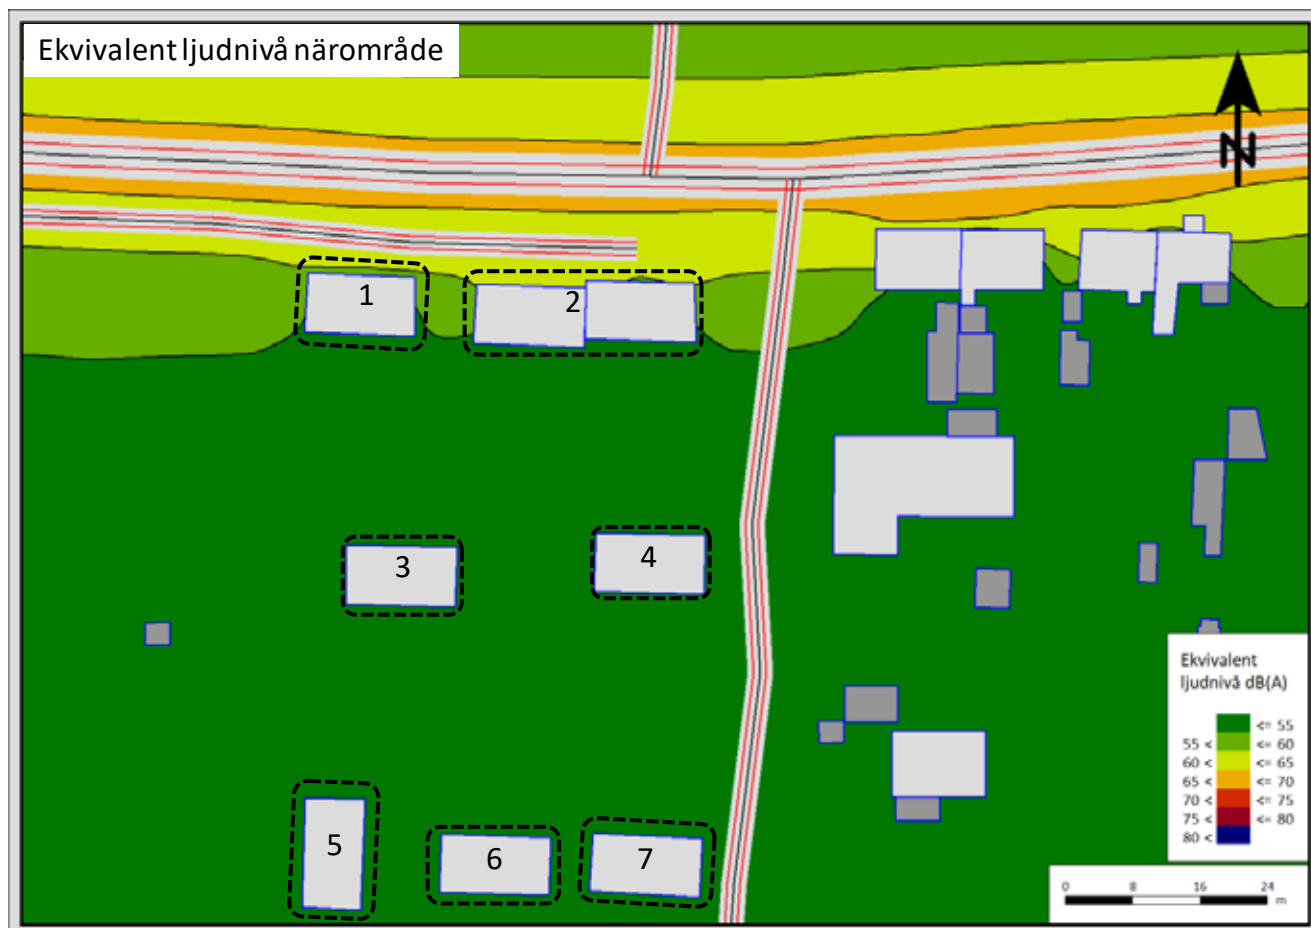 Ekvivalent ljudnivå närområde
N
1
2
3
4
5
6
7
Ekvivalent
ljudnivå dB(A)
<= 55
55 < <= 60
60 < <= 65
65 < <= 70
70 < <= 75
75 < <= 80
80 <
0 8 16 24
m